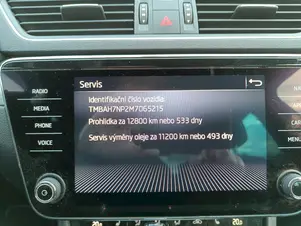 Servis
RADIO
MEDIA
PHONE
VOICE
Identifikační číslo vozidla:
TMBAH7NP2M7065215
Prohlídka za 12800 km nebo 533 dny
Servis výměny oleje za 11200 km nebo 493 dny
MENU